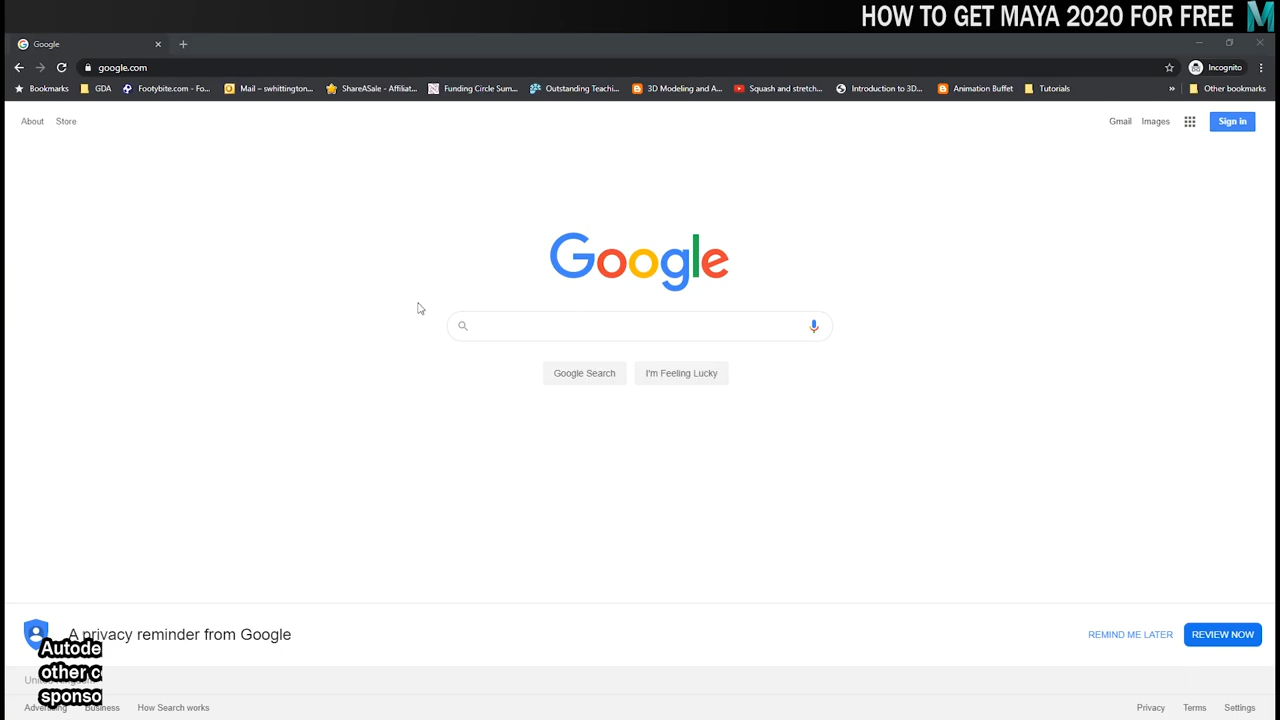 HOW TO GET MAYA 2020 FOR FREE
Google
google.com
Incognito
Bookmarks GDA Footybite.com - Fo... Mail – swhittington... ShareASale - Affiliat... Funding Circle Sum... Outstanding Teachi... 3D Modeling and A... Squash and stretch... Introduction to 3D... Animation Buffet Tutorials » Other bookmarks
About Store Gmail Images Sign in
Google
Google Search I'm Feeling Lucky
A privacy reminder from Google REMIND ME LATER REVIEW NOW
Autode
other c
sponso
Business How Search works Privacy Terms Settings